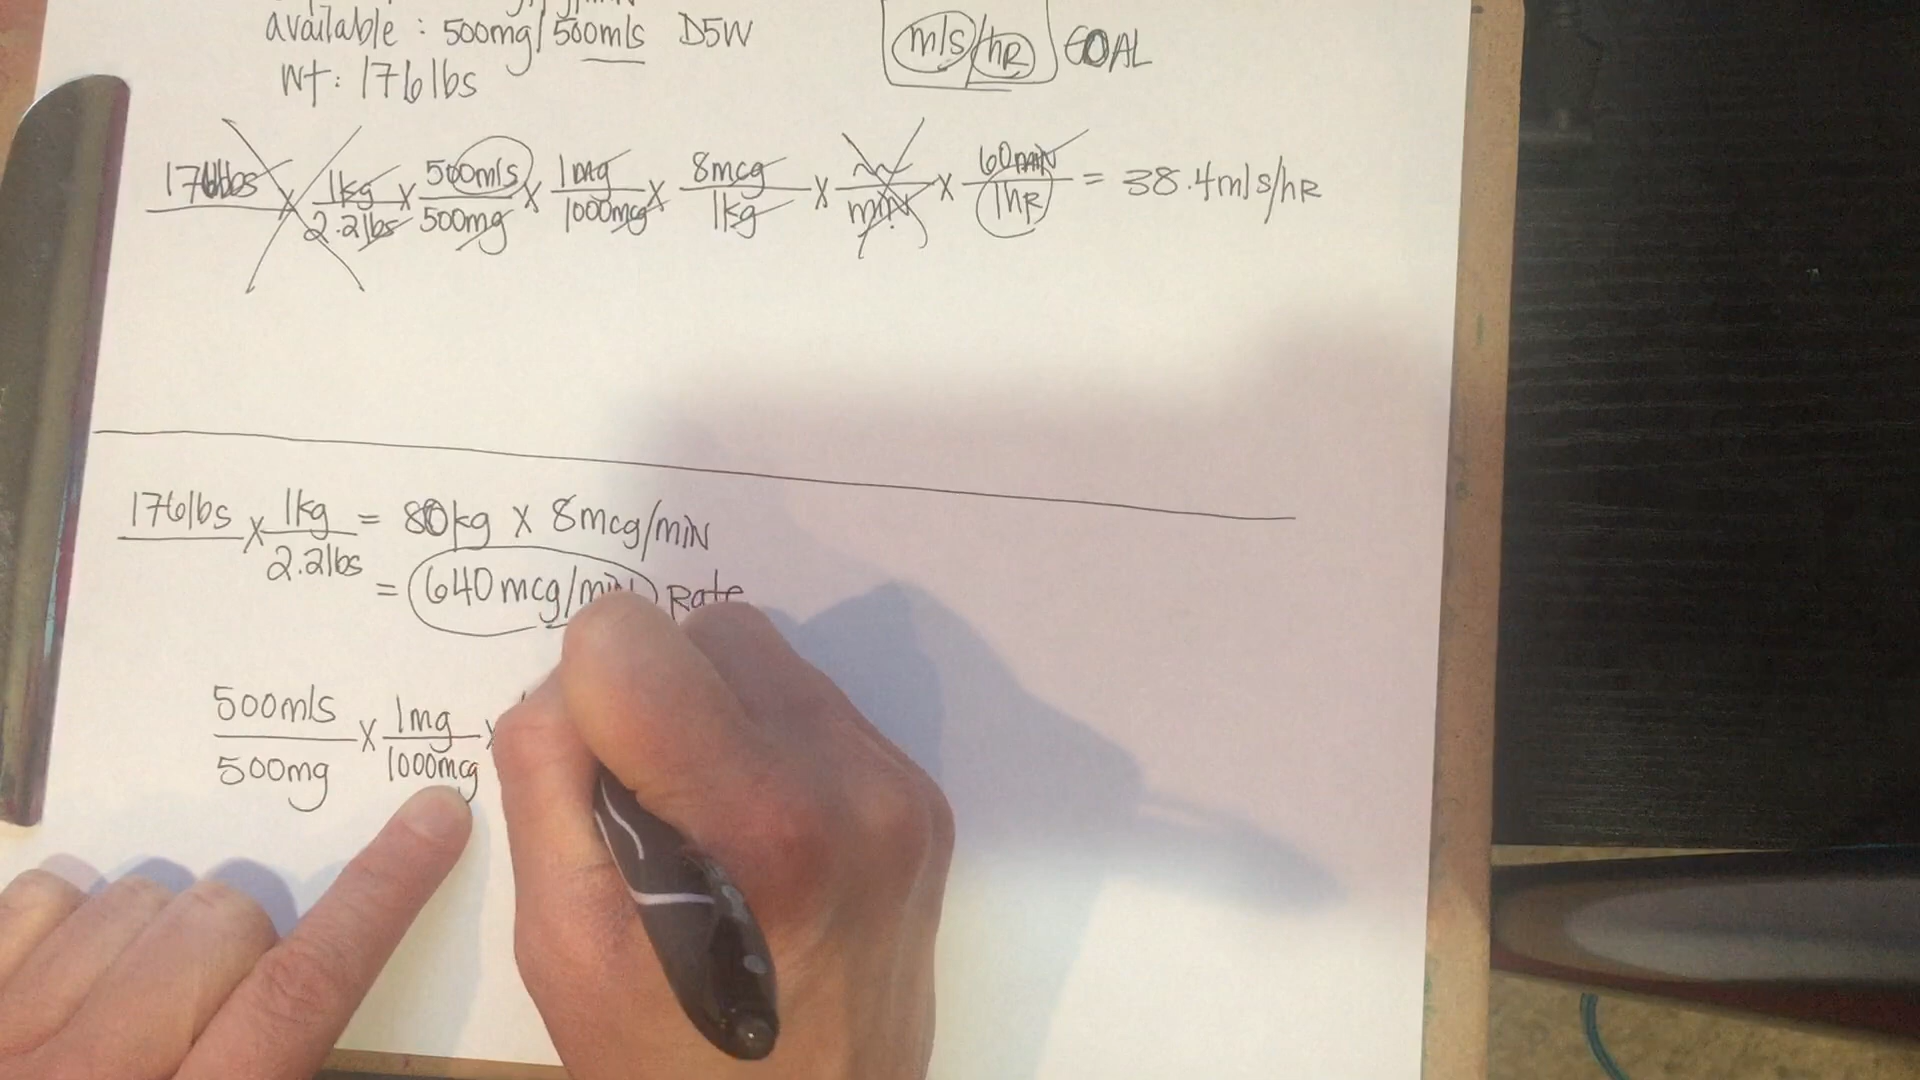 available : 500mg/500mls D5W
mls/hR GOAL
Wt: 176lbs
176lbs x 1kg/2.2lbs x 500mls/500mg x 1mg/1000mcg x 8mcg/1kg x /min x 60min/1hR = 38.4mls/hR
176lbs x 1kg/2.2lbs = 80kg x 8mcg/min
= 640mcg/min Rate
500mls/500mg x 1mg/1000mcg x